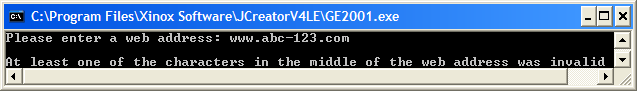 C:\Program Files\Xinox Software\JCreatorV4LE\GE2001.exe
Please enter a web address: www.abc-123.com
At least one of the characters in the middle of the web address was invalid